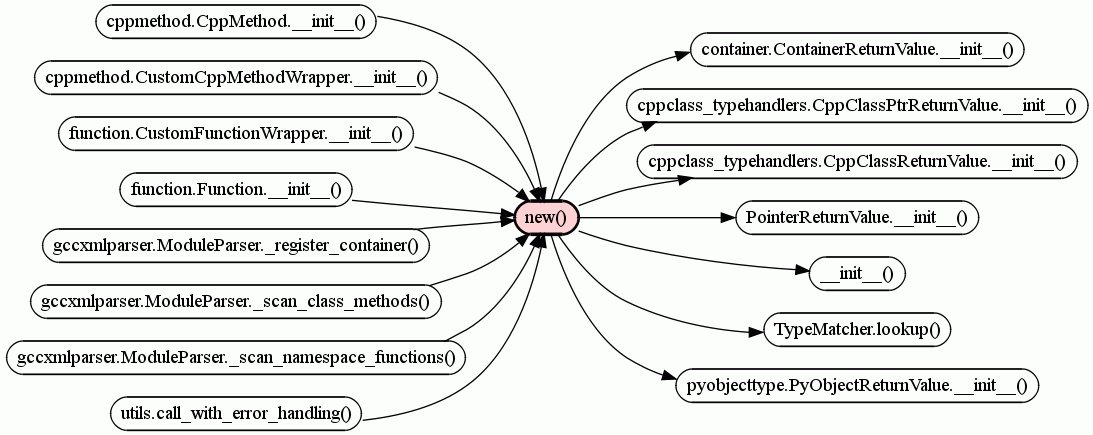 cppmethod.CppMethod.__init__()
cppmethod.CustomCppMethodWrapper.__init__()
function.CustomFunctionWrapper.__init__()
function.Function.__init__()
gccxmlparser.ModuleParser._register_container()
gccxmlparser.ModuleParser._scan_class_methods()
gccxmlparser.ModuleParser._scan_namespace_functions()
utils.call_with_error_handling()
new()
container.ContainerReturnValue.__init__()
cppclass_typehandlers.CppClassPtrReturnValue.__init__()
cppclass_typehandlers.CppClassReturnValue.__init__()
PointerReturnValue.__init__()
__init__()
TypeMatcher.lookup()
pyobjecttype.PyObjectReturnValue.__init__()